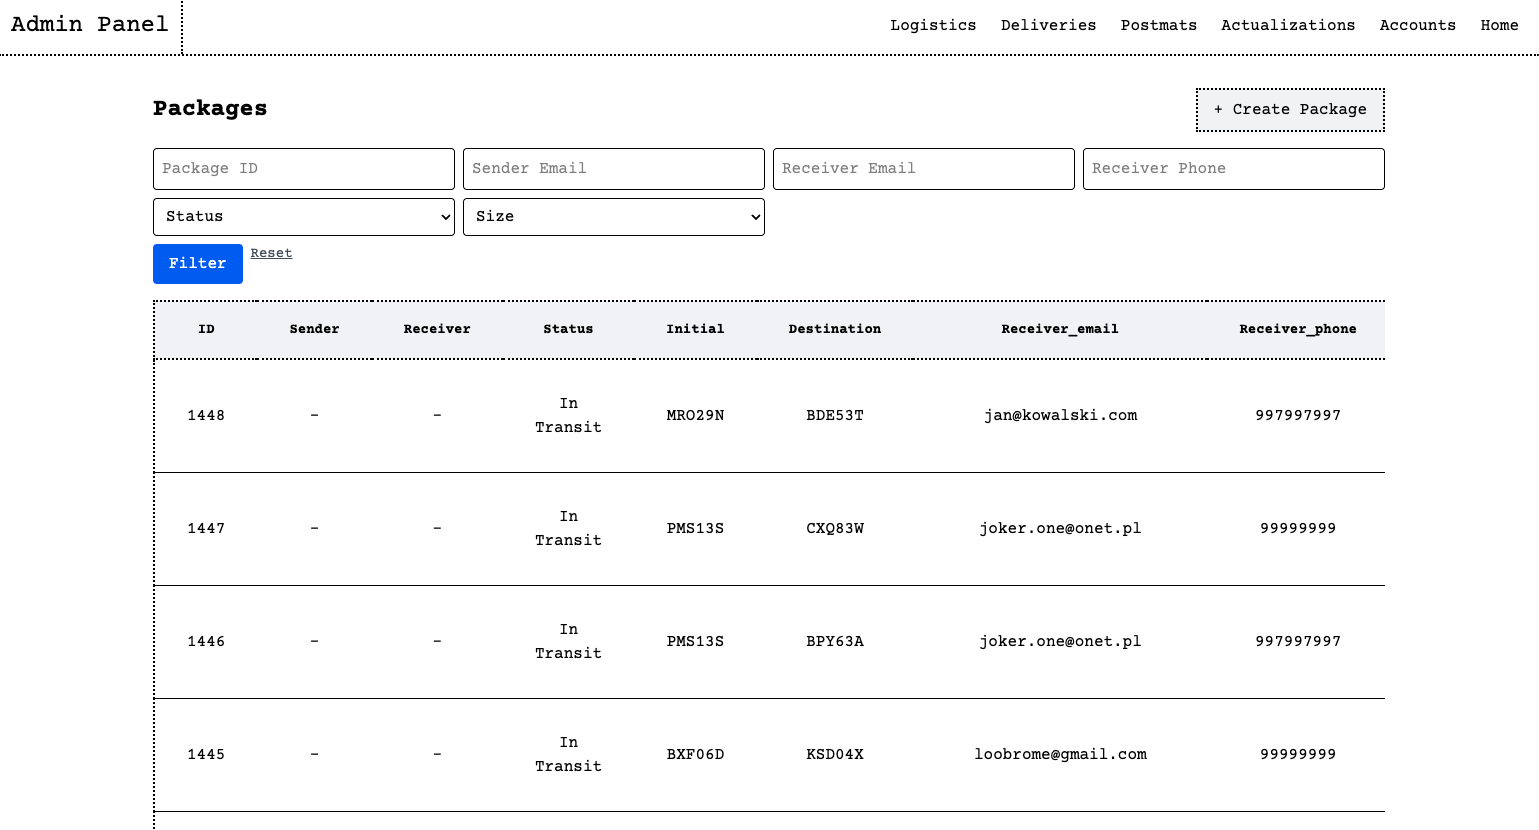 Admin Panel
Logistics Deliveries Postmats Actualizations Accounts Home
Packages
+ Create Package
Package ID Sender Email Receiver Email Receiver Phone
Status Size
Filter Reset
ID Sender Receiver Status Initial Destination Receiver_email Receiver_phone
1448 - - In Transit MRO29N BDE53T jan@kowalski.com 997997997
1447 - - In Transit PMS13S CXQ83W joker.one@onet.pl 99999999
1446 - - In Transit PMS13S BPY63A joker.one@onet.pl 997997997
1445 - - In Transit BXF06D KSD04X loobrome@gmail.com 99999999